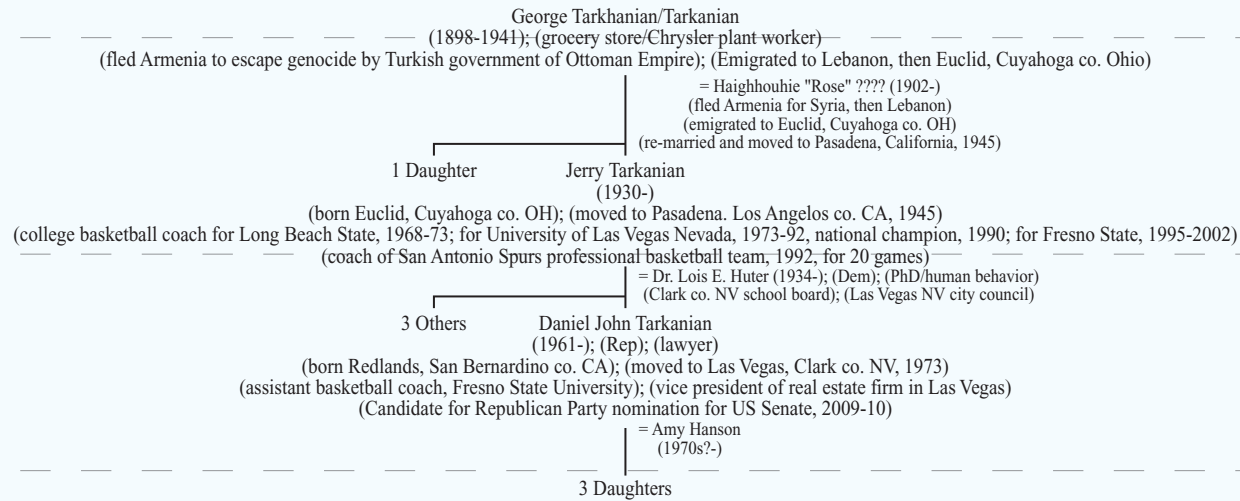 George Tarkhanian/Tarkanian
(1898-1941); (grocery store/Chrysler plant worker)
(fled Armenia to escape genocide by Turkish government of Ottoman Empire); (Emigrated to Lebanon, then Euclid, Cuyahoga co. Ohio)
= Haighhouhie "Rose" ???? (1902-)
(fled Armenia for Syria, then Lebanon)
(emigrated to Euclid, Cuyahoga co. OH)
(re-married and moved to Pasadena, California, 1945)
1 Daughter
Jerry Tarkanian
(1930-)
(born Euclid, Cuyahoga co. OH); (moved to Pasadena. Los Angelos co. CA, 1945)
(college basketball coach for Long Beach State, 1968-73; for University of Las Vegas Nevada, 1973-92, national champion, 1990; for Fresno State, 1995-2002)
(coach of San Antonio Spurs professional basketball team, 1992, for 20 games)
= Dr. Lois E. Huter (1934-); (Dem); (PhD/human behavior)
(Clark co. NV school board); (Las Vegas NV city council)
3 Others
Daniel John Tarkanian
(1961-); (Rep); (lawyer)
(born Redlands, San Bernardino co. CA); (moved to Las Vegas, Clark co. NV, 1973)
(assistant basketball coach, Fresno State University); (vice president of real estate firm in Las Vegas)
(Candidate for Republican Party nomination for US Senate, 2009-10)
= Amy Hanson
(1970s?-)
3 Daughters